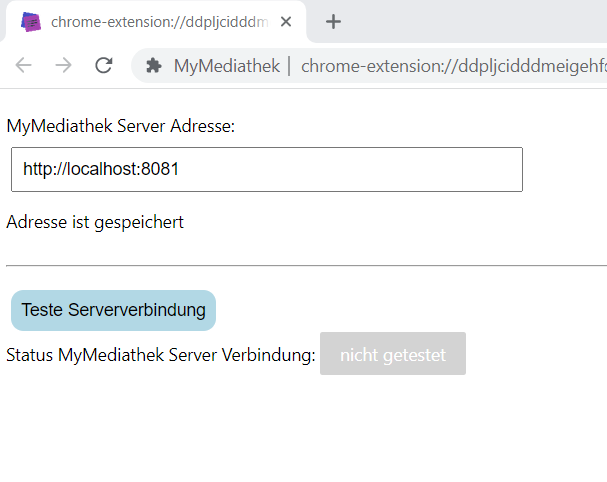 chrome-extension://ddpljcidddm
MyMediathek | chrome-extension://ddpljcidddmeigehf
MyMediathek Server Adresse:
http://localhost:8081
Adresse ist gespeichert
Teste Serververbindung
Status MyMediathek Server Verbindung: nicht getestet